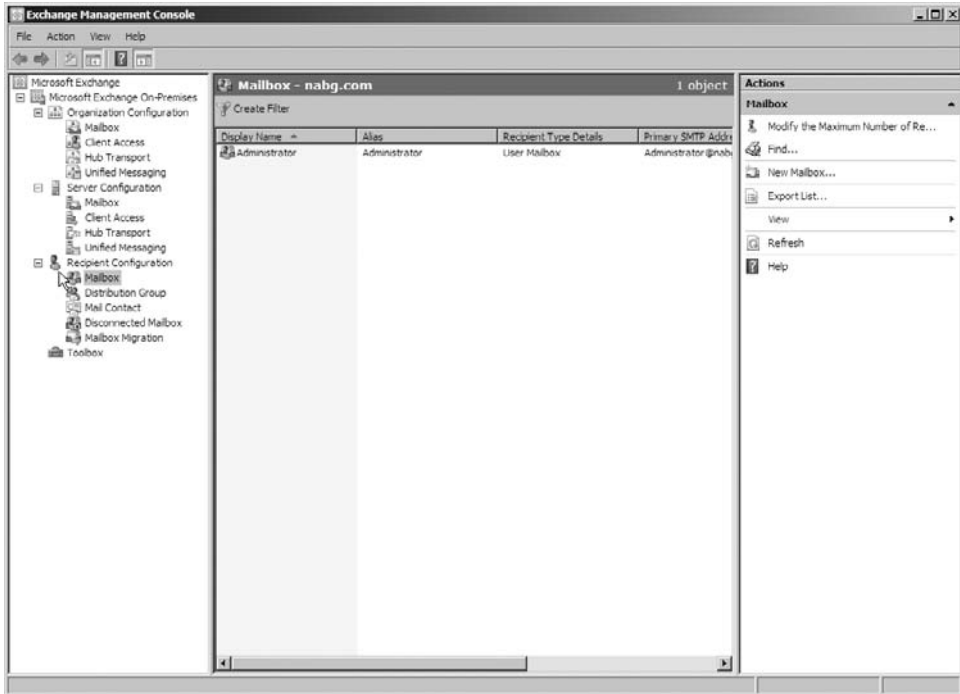 Exchange Management Console
File Action View Help
Microsoft Exchange
Microsoft Exchange On-Premises
Organization Configuration
Mailbox
Client Access
Hub Transport
Unified Messaging
Server Configuration
Mailbox
Client Access
Hub Transport
Unified Messaging
Recipient Configuration
Mailbox
Distribution Group
Mail Contact
Disconnected Mailbox
Mailbox Migration
Toolbox
Mailbox - nabg.com 1 object
Create Filter
Display Name Alias Recipient Type Details Primary SMTP Addre
Administrator Administrator User Mailbox Administrator@nab
Actions
Mailbox
Modify the Maximum Number of Re...
Find...
New Mailbox...
Export List...
View
Refresh
Help